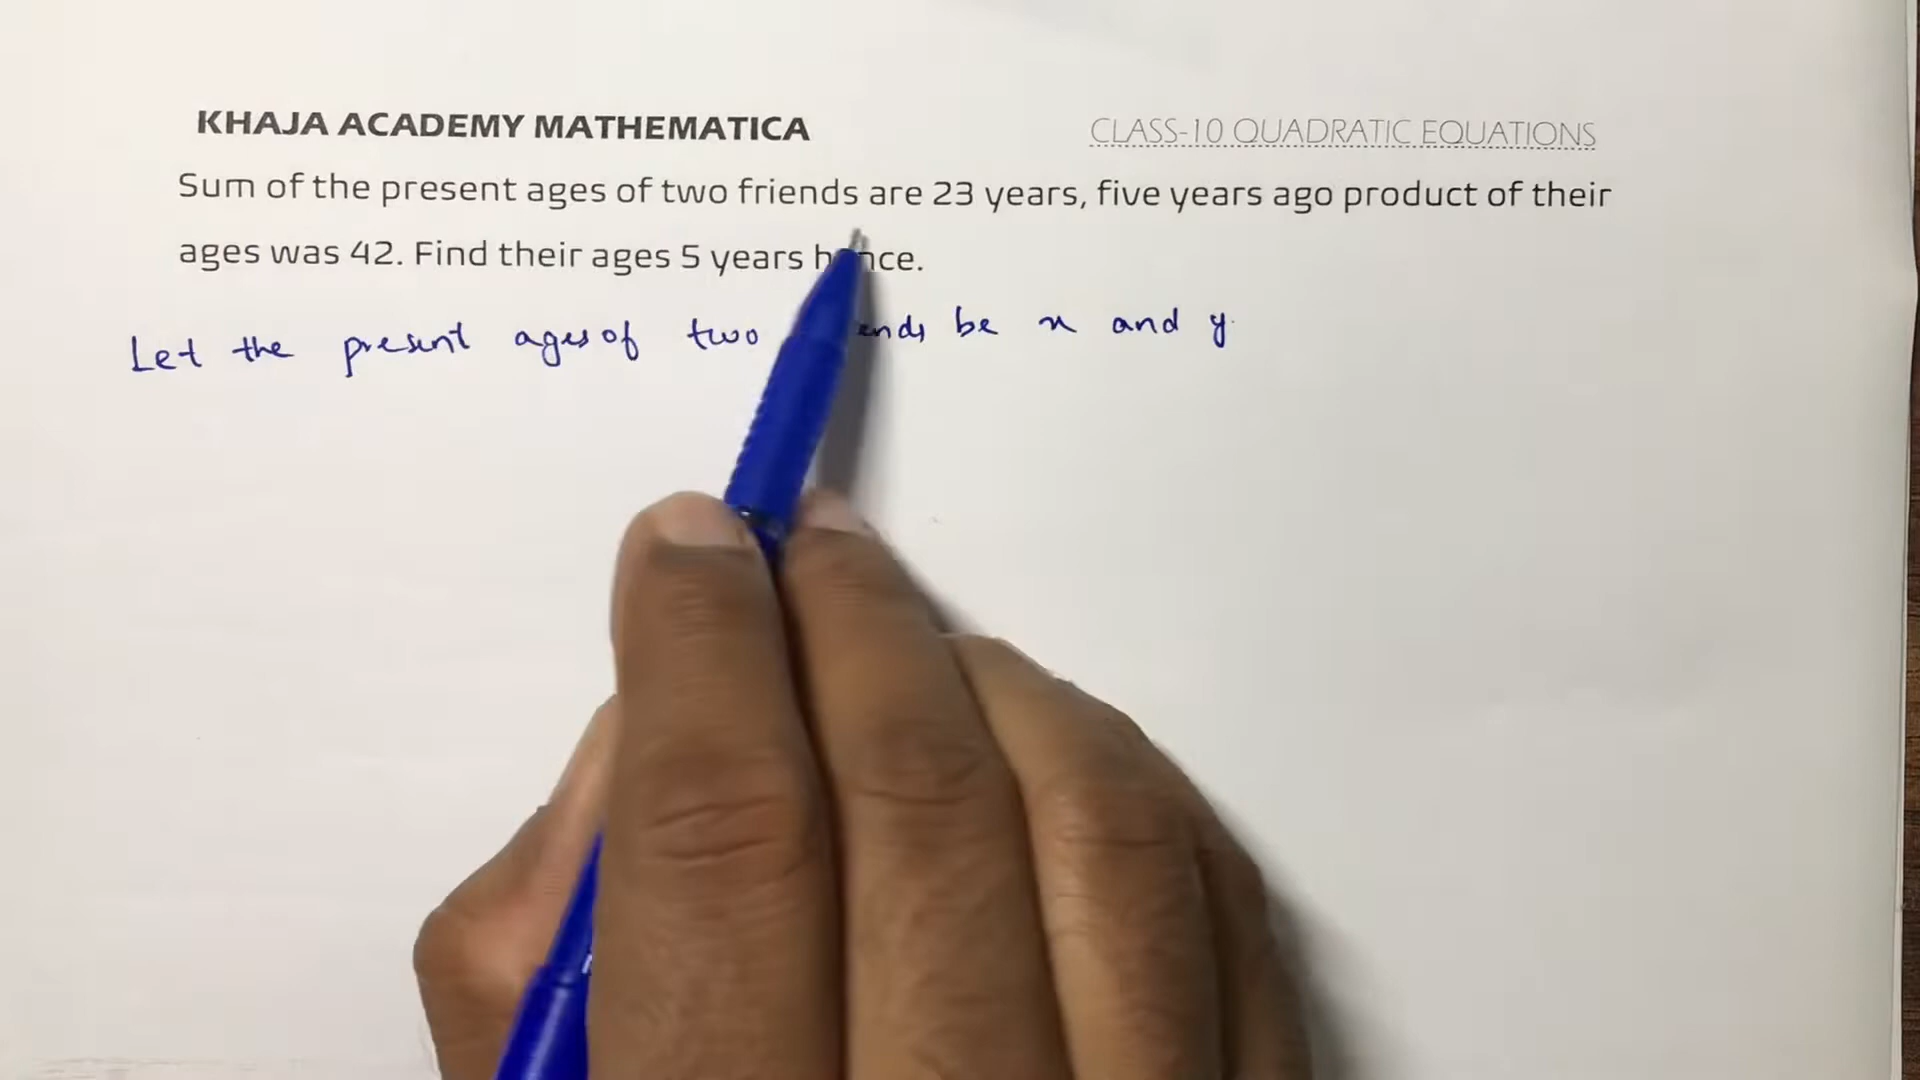 KHAJA ACADEMY MATHEMATICA
CLASS-10 QUADRATIC EQUATIONS
Sum of the present ages of two friends are 23 years, five years ago product of their
ages was 42. Find their ages 5 years hence.
Let the present ages of two be x and y